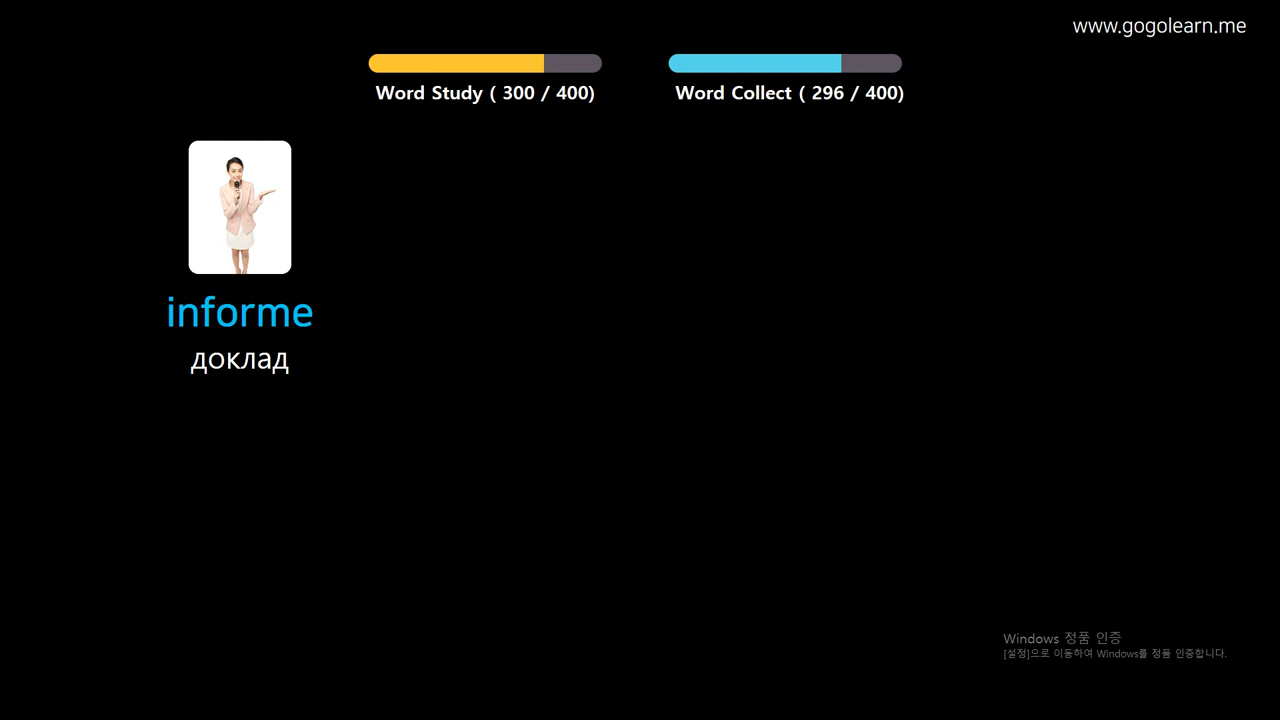 www.gogolearn.me
Word Study ( 300 / 400)
Word Collect ( 296 / 400)
informe
доклад
Windows 정품 인증
[설정]으로 이동하여 Windows를 정품 인증합니다.